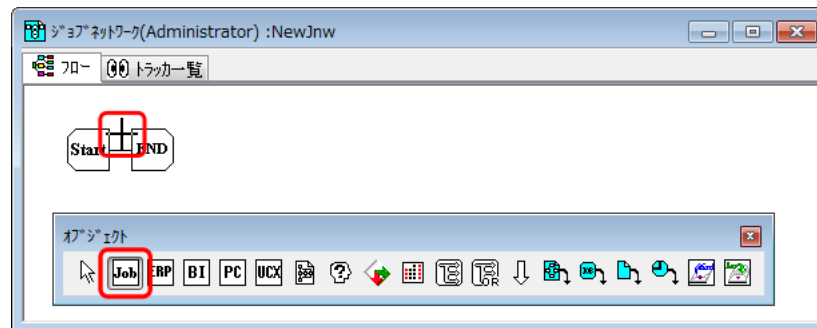 ｼﾞｮﾌﾞﾈｯﾄﾜｰｸ(Administrator) :NewJnw
ﾌﾛｰ ﾄﾗｯｶ一覧
Start END
ｵﾌﾞｼﾞｪｸﾄ
Job ERP BI PC UCX OR